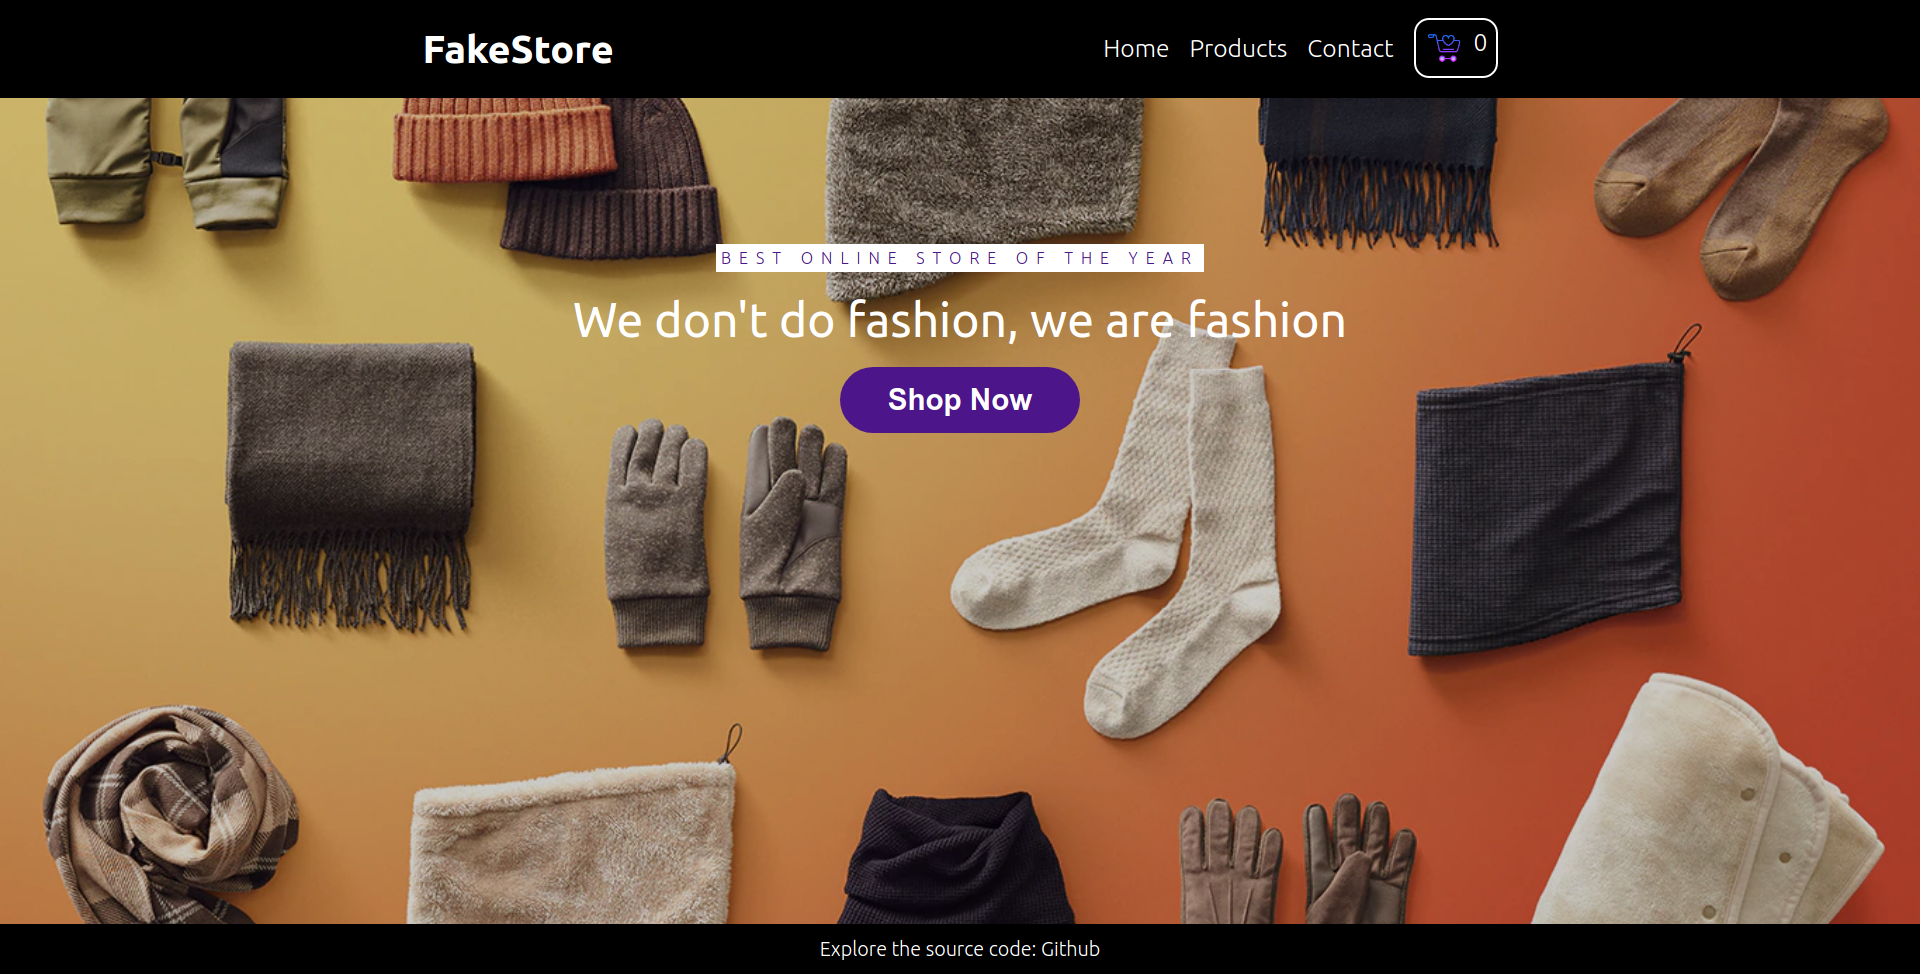 FakeStore
Home Products Contact 0
BEST ONLINE STORE OF THE YEAR
We don't do fashion, we are fashion
Shop Now
Explore the source code: Github